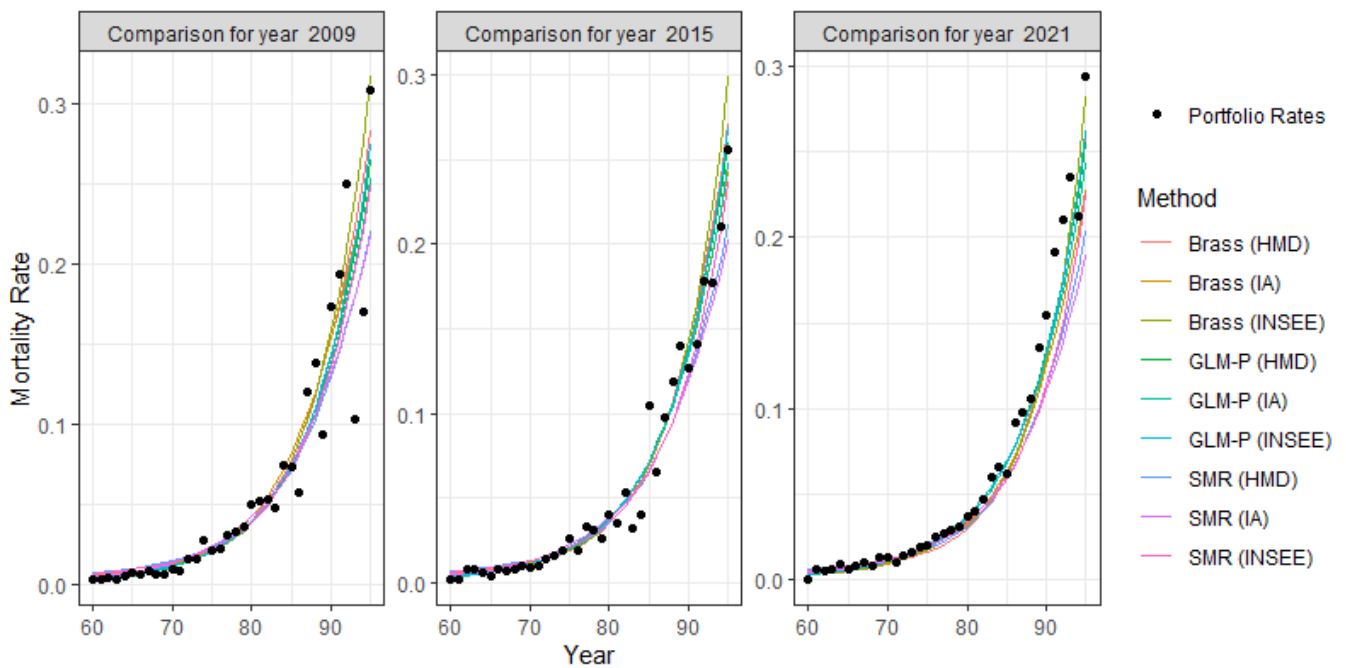 Comparison for year 2009
Comparison for year 2015
Comparison for year 2021
Mortality Rate
0.3
0.2
0.1
0.0
60
70
80
90
0.3
0.2
0.1
0.0
60
70
80
90
0.3
0.2
0.1
0.0
60
70
80
90
Year
Portfolio Rates
Method
Brass (HMD)
Brass (IA)
Brass (INSEE)
GLM-P (HMD)
GLM-P (IA)
GLM-P (INSEE)
SMR (HMD)
SMR (IA)
SMR (INSEE)